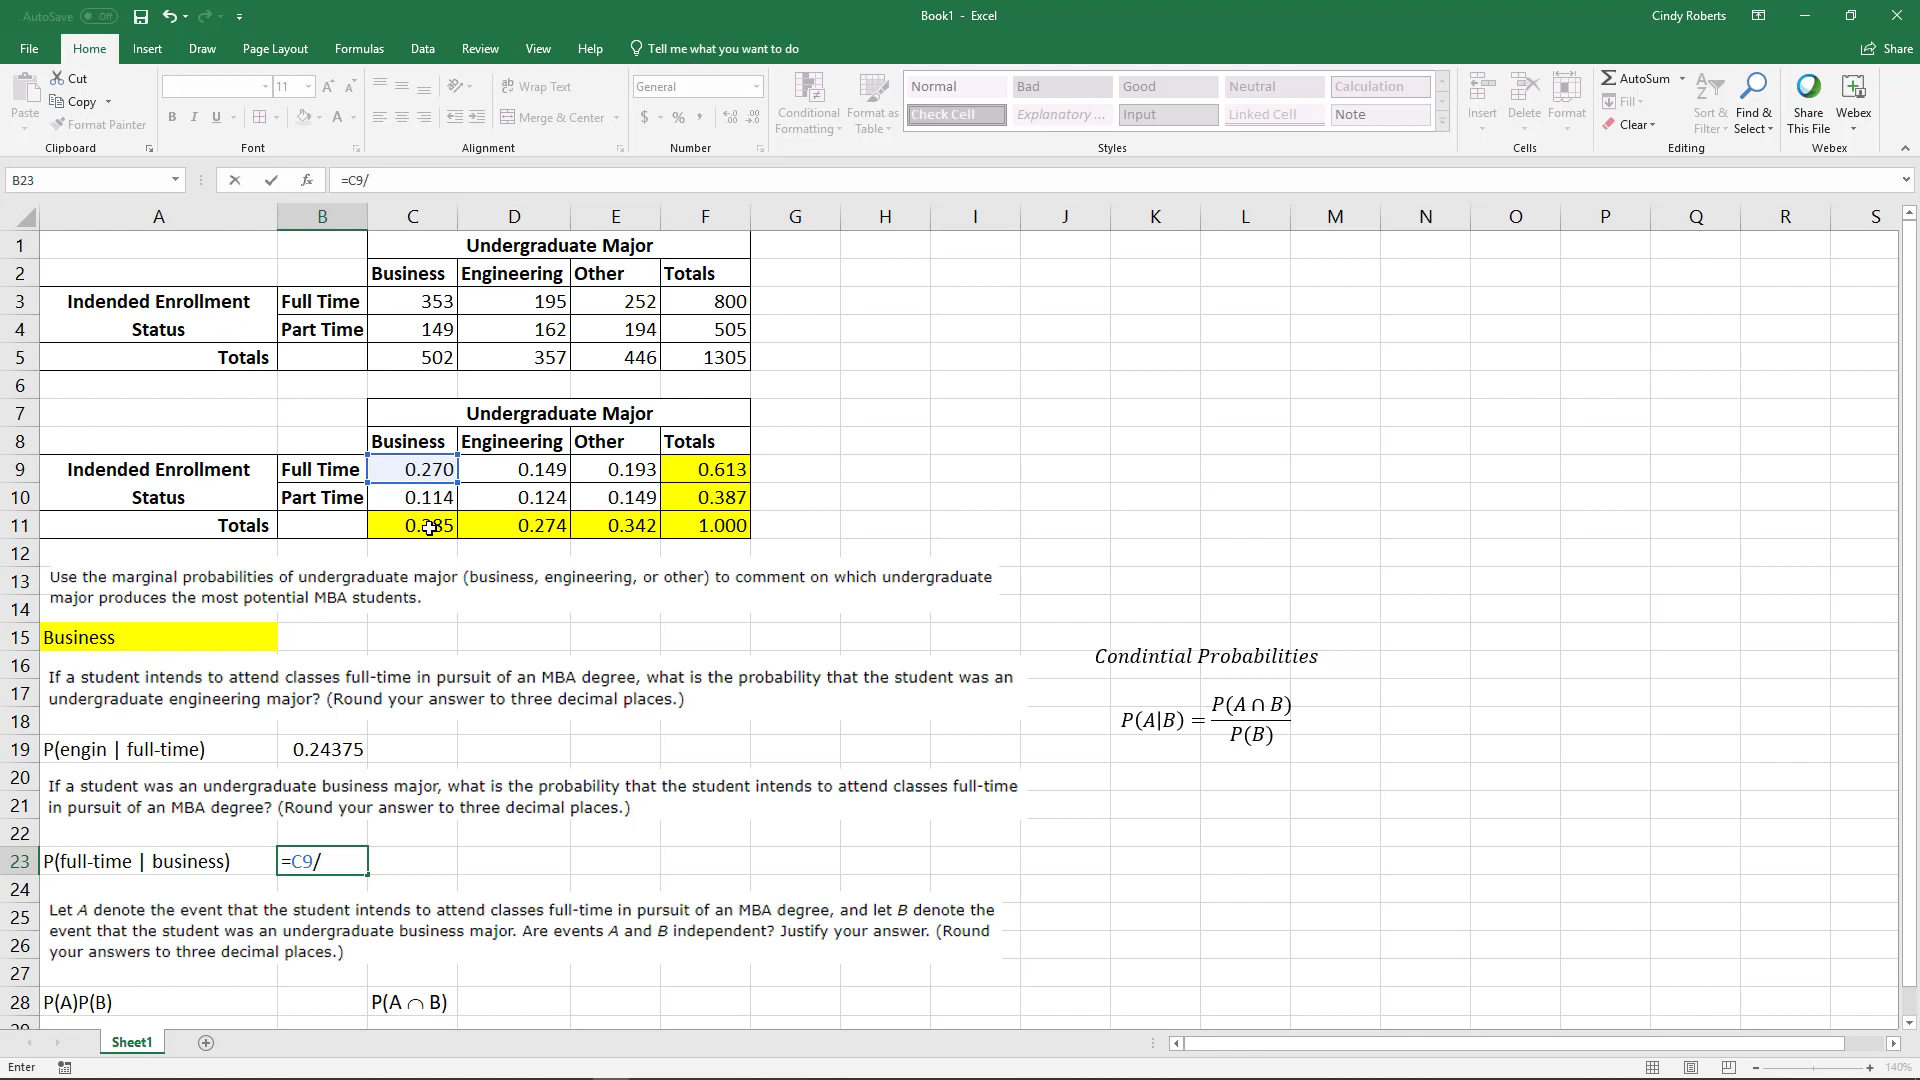 AutoSave Off
Book1 - Excel
Cindy Roberts
File Home Insert Draw Page Layout Formulas Data Review View Help Tell me what you want to do Share
Paste
Cut
Copy
Format Painter
Clipboard
11
Font
Wrap Text
Merge & Center
Alignment
General
Number
Conditional Formatting
Format as Table
Normal Bad Good Neutral Calculation
Check Cell Explanatory ... Input Linked Cell Note
Styles
Insert Delete Format
Cells
AutoSum
Fill
Clear
Sort & Filter
Find & Select
Editing
Share This File
Webex
Webex
B23 fx =C9/
A B C D E F G H I J K L M N O P Q R S
1 Undergraduate Major
2 Business Engineering Other Totals
3 Indended Enrollment Full Time 353 195 252 800
4 Status Part Time 149 162 194 505
5 Totals 502 357 446 1305
6
7 Undergraduate Major
8 Business Engineering Other Totals
9 Indended Enrollment Full Time 0.270 0.149 0.193 0.613
10 Status Part Time 0.114 0.124 0.149 0.387
11 Totals 0.385 0.274 0.342 1.000
12
13 Use the marginal probabilities of undergraduate major (business, engineering, or other) to comment on which undergraduate
14 major produces the most potential MBA students.
15 Business
16 Condintial Probabilities
If a student intends to attend classes full-time in pursuit of an MBA degree, what is the probability that the student was an
17 undergraduate engineering major? (Round your answer to three decimal places.)
18 P(A|B) = P(A ∩ B) / P(B)
19 P(engin | full-time) 0.24375
20 If a student was an undergraduate business major, what is the probability that the student intends to attend classes full-time
21 in pursuit of an MBA degree? (Round your answer to three decimal places.)
22
23 P(full-time | business) =C9/
24
25 Let A denote the event that the student intends to attend classes full-time in pursuit of an MBA degree, and let B denote the
26 event that the student was an undergraduate business major. Are events A and B independent? Justify your answer. (Round
your answers to three decimal places.)
27
28 P(A)P(B) P(A ∩ B)
29
Sheet1
Enter
140%